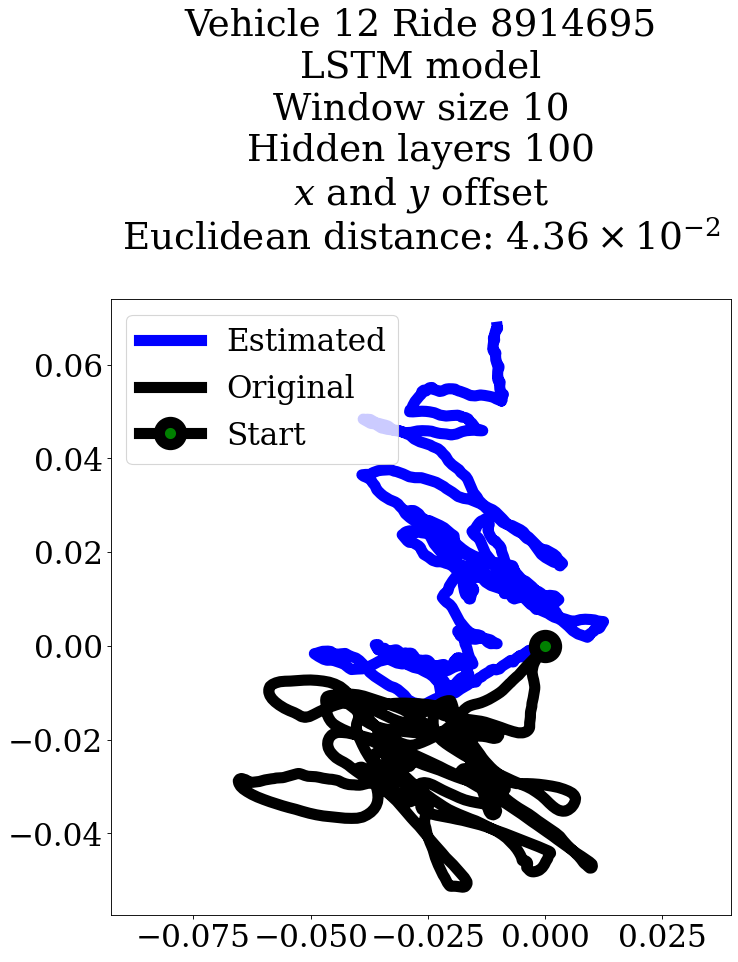 Vehicle 12 Ride 8914695
LSTM model
Window size 10
Hidden layers 100
x and y offset
Euclidean distance: 4.36 × 10⁻²
Estimated
Original
Start
0.06
0.04
0.02
0.00
−0.02
−0.04
−0.075 −0.050 −0.025 0.000 0.025